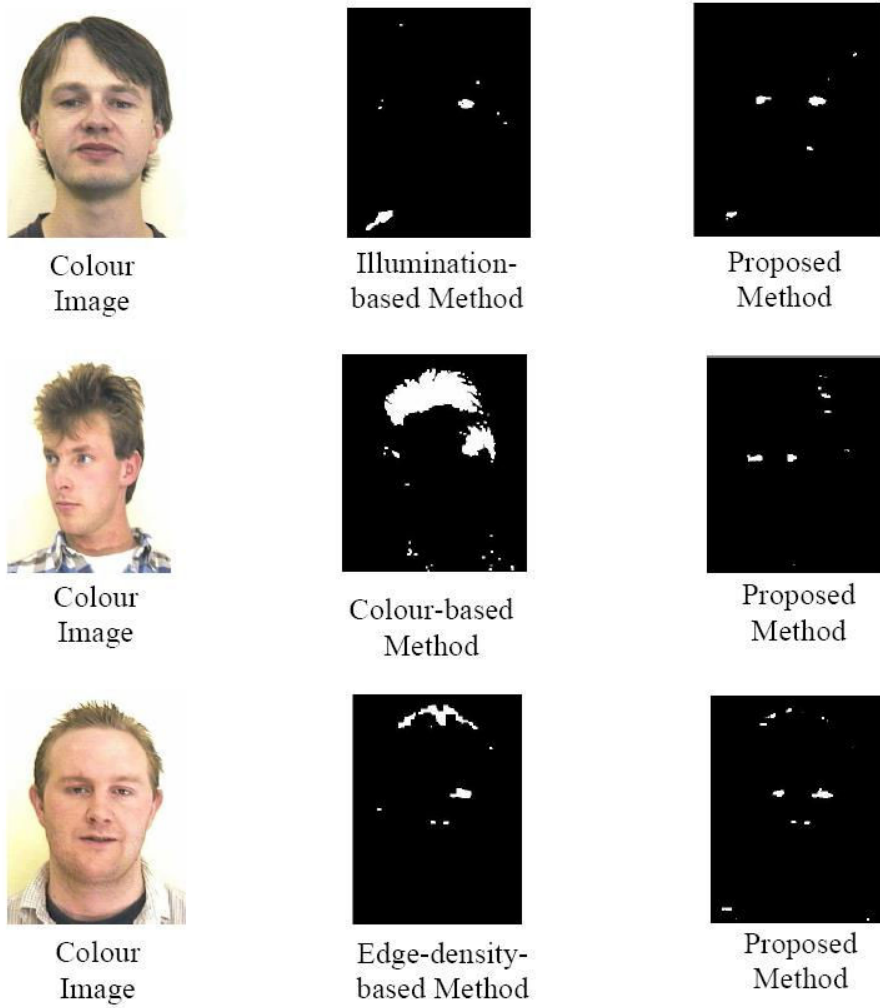 Colour
Image
Illumination-
based Method
Proposed
Method
Colour
Image
Colour-based
Method
Proposed
Method
Colour
Image
Edge-density-
based Method
Proposed
Method